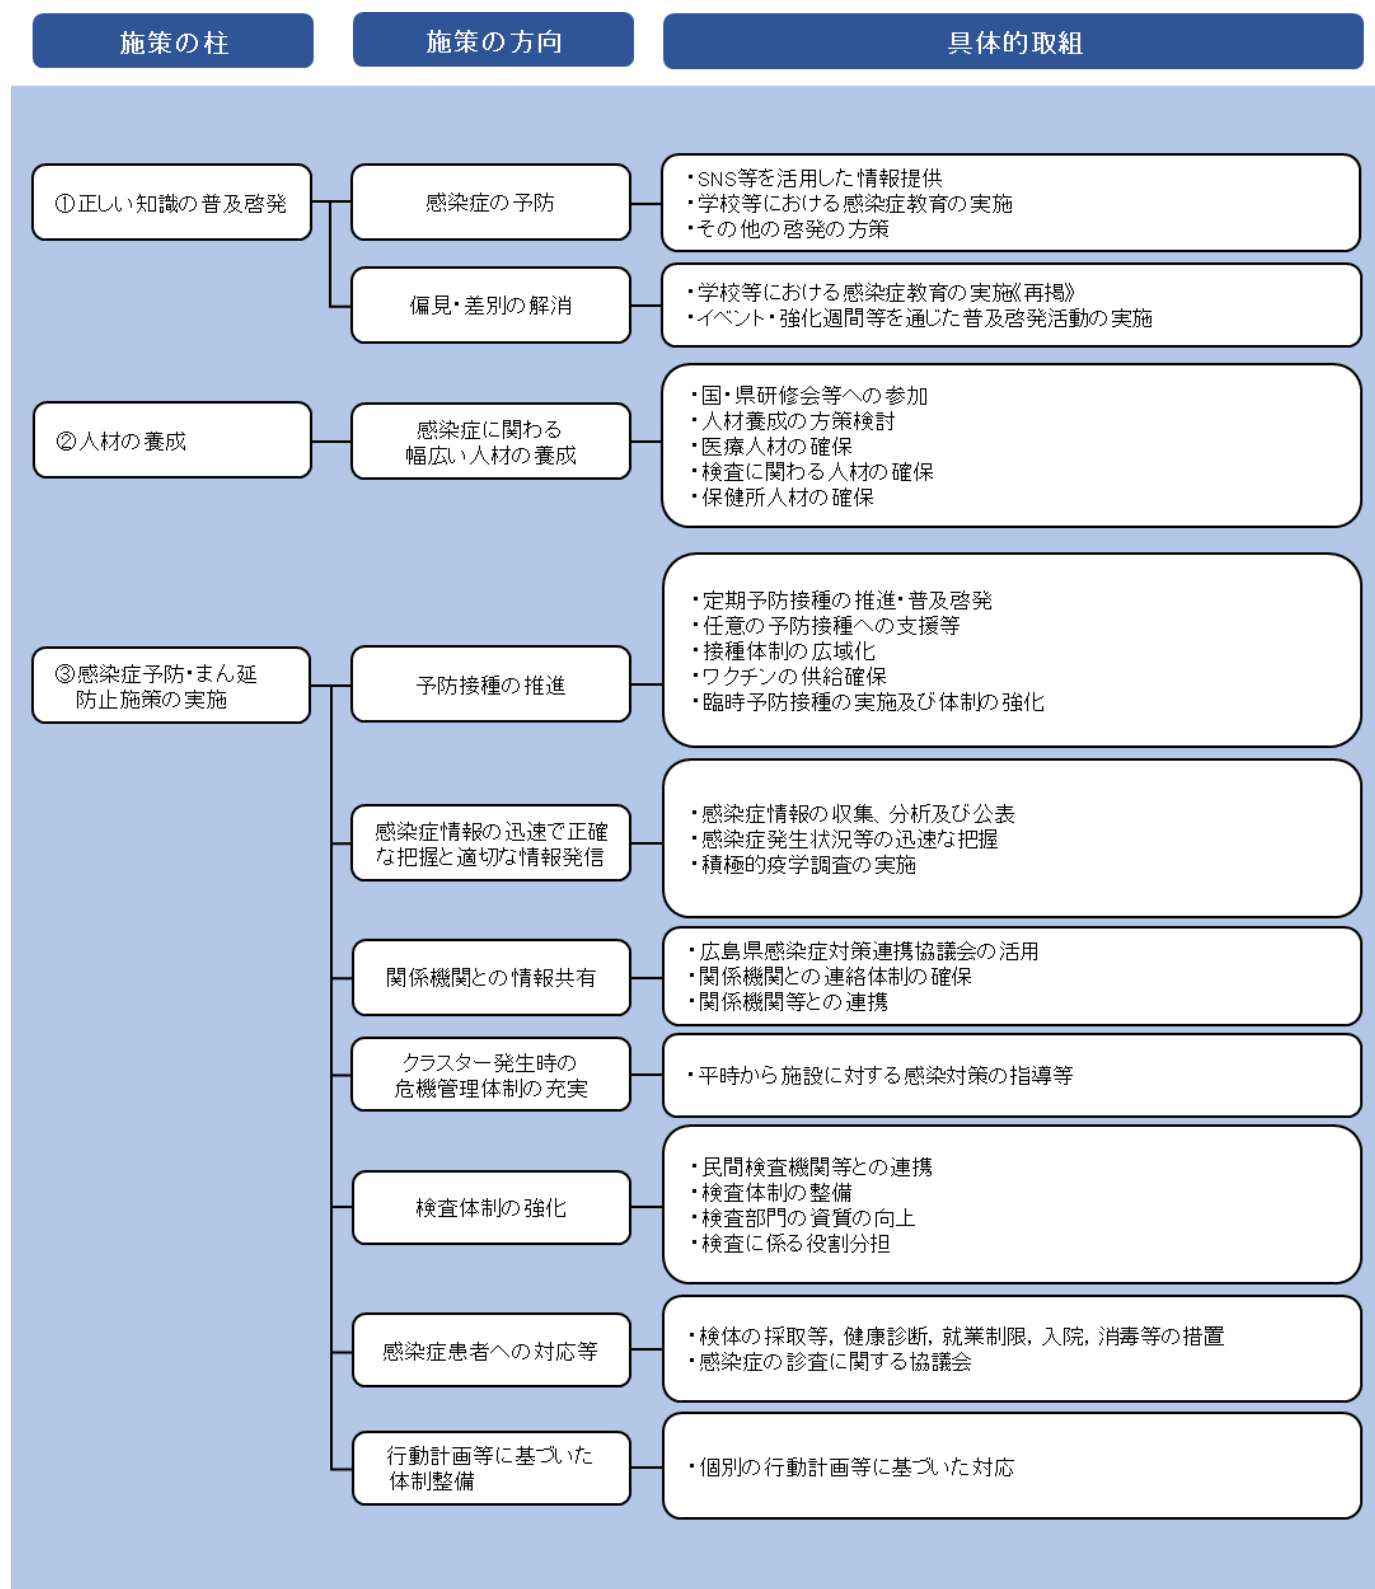 施策の柱
施策の方向
具体的取組
①正しい知識の普及啓発
感染症の予防
・SNS等を活用した情報提供
・学校等における感染症教育の実施
・その他の啓発の方策
偏見・差別の解消
・学校等における感染症教育の実施《再掲》
・イベント・強化週間等を通じた普及啓発活動の実施
②人材の養成
感染症に関わる
幅広い人材の養成
・国・県研修会等への参加
・人材養成の方策検討
・医療人材の確保
・検査に関わる人材の確保
・保健所人材の確保
③感染症予防・まん延
防止施策の実施
予防接種の推進
・定期予防接種の推進・普及啓発
・任意の予防接種への支援等
・接種体制の広域化
・ワクチンの供給確保
・臨時予防接種の実施及び体制の強化
感染症情報の迅速で正確
な把握と適切な情報発信
・感染症情報の収集、分析及び公表
・感染症発生状況等の迅速な把握
・積極的疫学調査の実施
関係機関との情報共有
・広島県感染症対策連携協議会の活用
・関係機関との連絡体制の確保
・関係機関等との連携
クラスター発生時の
危機管理体制の充実
・平時から施設に対する感染対策の指導等
検査体制の強化
・民間検査機関等との連携
・検査体制の整備
・検査部門の資質の向上
・検査に係る役割分担
感染症患者への対応等
・検体の採取等，健康診断，就業制限，入院，消毒等の措置
・感染症の診査に関する協議会
行動計画等に基づいた
体制整備
・個別の行動計画等に基づいた対応